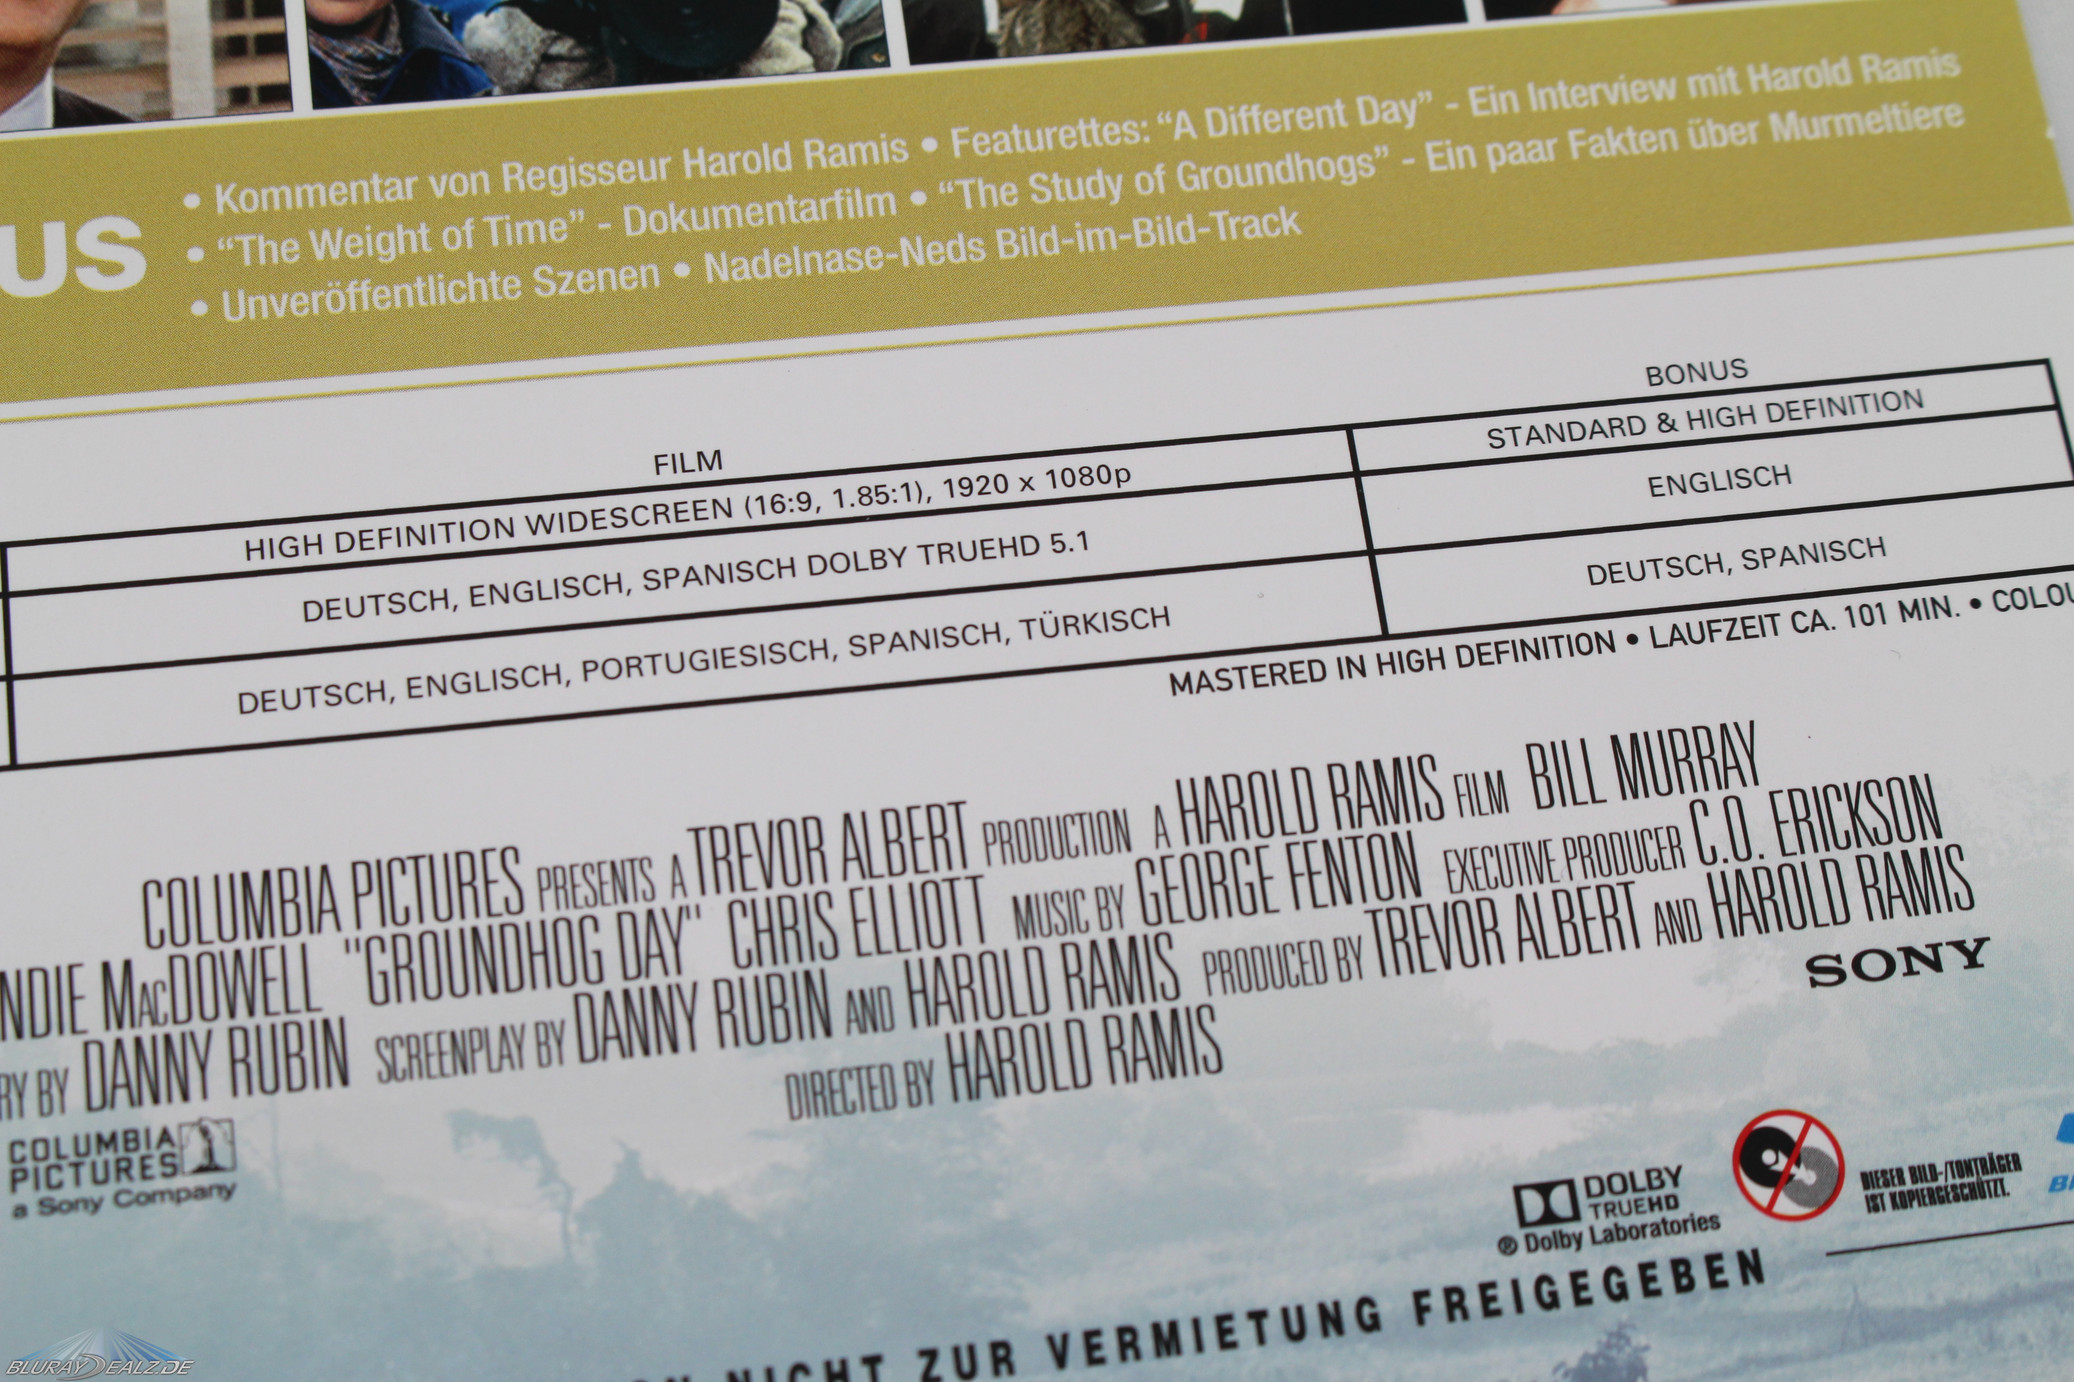 US
• Kommentar von Regisseur Harold Ramis • Featurettes: “A Different Day” - Ein Interview mit Harold Ramis
• “The Weight of Time” - Dokumentarfilm • “The Study of Groundhogs” - Ein paar Fakten über Murmeltiere
• Unveröffentlichte Szenen • Nadelnase-Neds Bild-im-Bild-Track
FILM
BONUS
HIGH DEFINITION WIDESCREEN (16:9, 1.85:1), 1920 x 1080p
STANDARD & HIGH DEFINITION
DEUTSCH, ENGLISCH, SPANISCH DOLBY TRUEHD 5.1
ENGLISCH
DEUTSCH, ENGLISCH, PORTUGIESISCH, SPANISCH, TÜRKISCH
DEUTSCH, SPANISCH
MASTERED IN HIGH DEFINITION • LAUFZEIT CA. 101 MIN. • COLOU
COLUMBIA PICTURES PRESENTS A TREVOR ALBERT PRODUCTION A HAROLD RAMIS FILM BILL MURRAY
NDIE MACDOWELL "GROUNDHOG DAY" CHRIS ELLIOTT MUSIC BY GEORGE FENTON EXECUTIVE PRODUCER C.O. ERICKSON
RY BY DANNY RUBIN SCREENPLAY BY DANNY RUBIN AND HAROLD RAMIS PRODUCED BY TREVOR ALBERT AND HAROLD RAMIS
DIRECTED BY HAROLD RAMIS
SONY
COLUMBIA
PICTURES
a Sony Company
DOLBY
TRUEHD
® Dolby Laboratories
DIESER BILD-/TONTRÄGER
IST KOPIERGESCHÜTZT.
NICHT ZUR VERMIETUNG FREIGEGEBEN
BLURAYDEALZ.DE